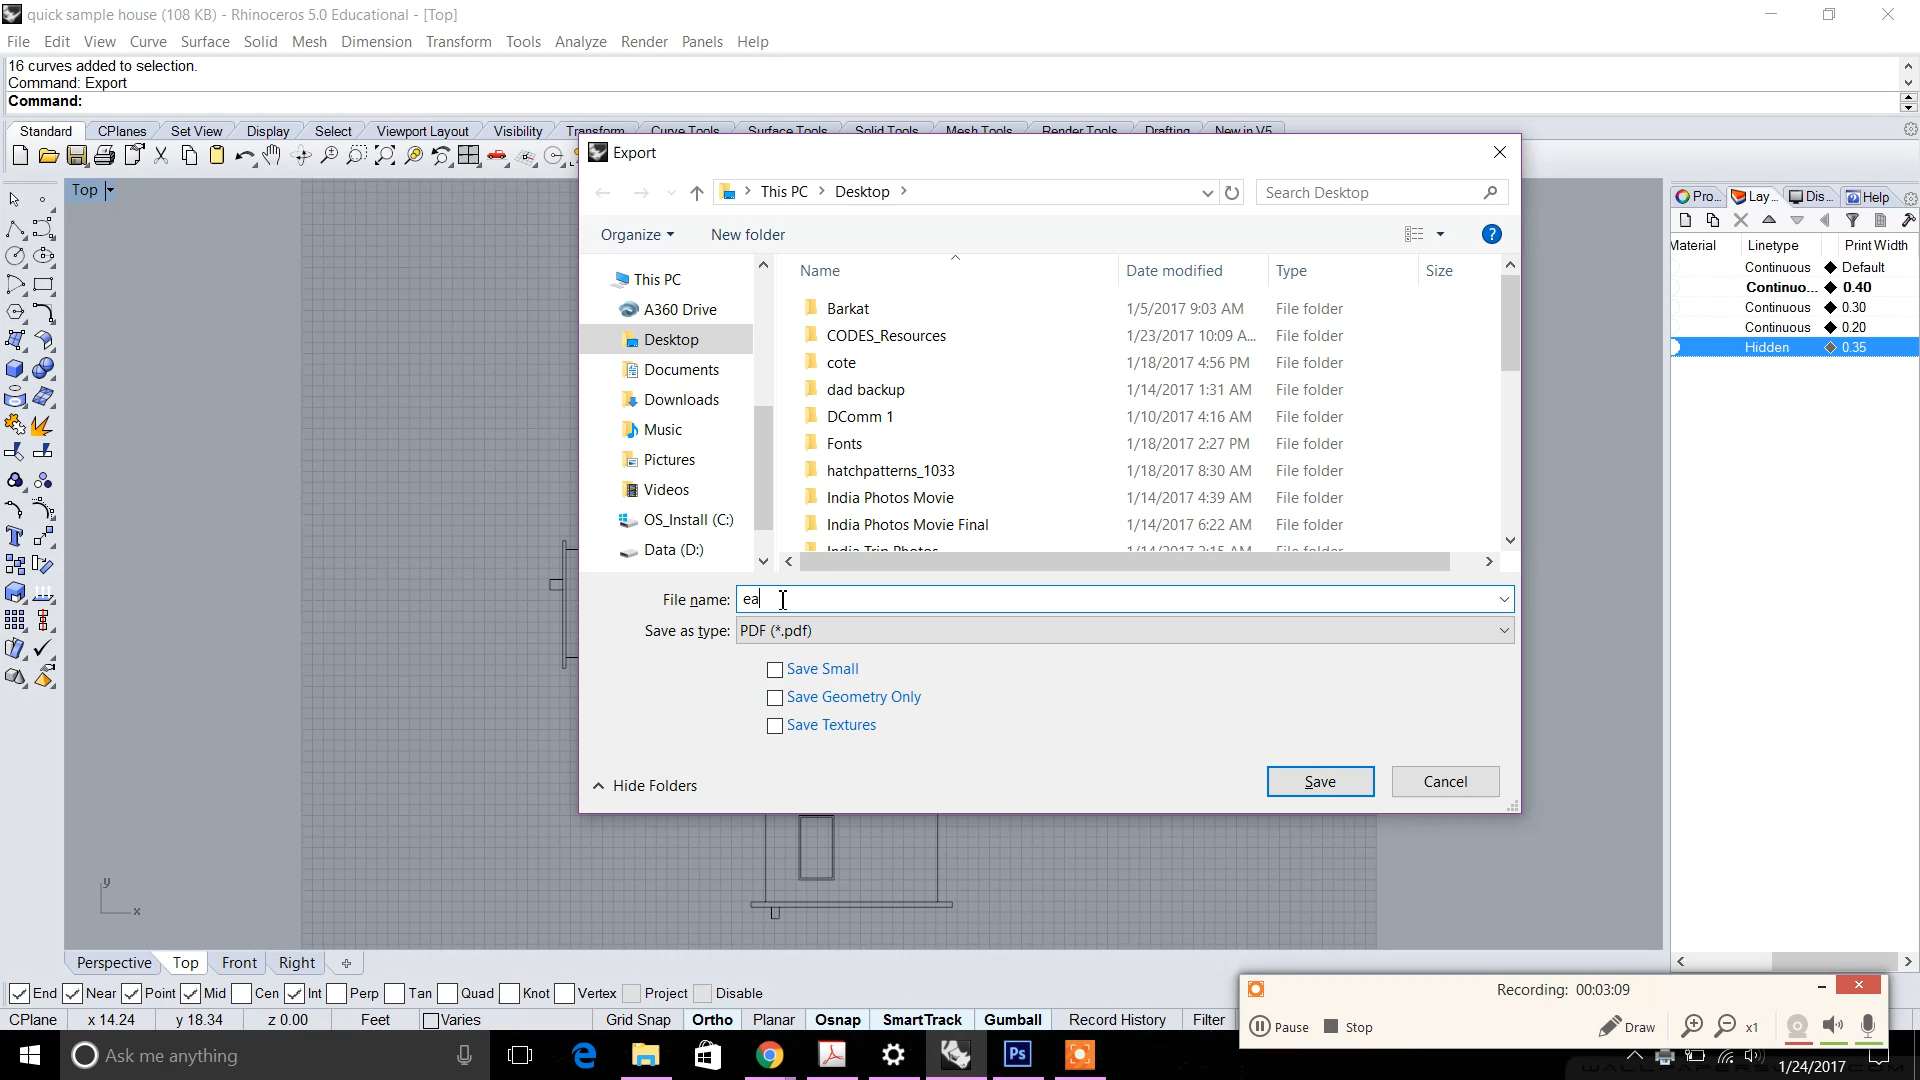 quick sample house (108 KB) - Rhinoceros 5.0 Educational - [Top]
File Edit View Curve Surface Solid Mesh Dimension Transform Tools Analyze Render Panels Help
16 curves added to selection.
Command: Export
Command:
Standard CPlanes Set View Display Select Viewport Layout Visibility Transform Curve Tools Surface Tools Solid Tools Mesh Tools Render Tools Drafting New in V5
Export
This PC > Desktop >
Search Desktop
Top
Pro... Lay... Dis... Help
Organize New folder
Material Linetype Print Width
Continuous Default
Continuo... 0.40
Continuous 0.30
Continuous 0.20
Hidden 0.35
This PC
A360 Drive
Desktop
Documents
Downloads
Music
Pictures
Videos
OS_Install (C:)
Data (D:)
Name Date modified Type Size
Barkat 1/5/2017 9:03 AM File folder
CODES_Resources 1/23/2017 10:09 A... File folder
cote 1/18/2017 4:56 PM File folder
dad backup 1/14/2017 1:31 AM File folder
DComm 1 1/10/2017 4:16 AM File folder
Fonts 1/18/2017 2:27 PM File folder
hatchpatterns_1033 1/18/2017 8:30 AM File folder
India Photos Movie 1/14/2017 4:39 AM File folder
India Photos Movie Final 1/14/2017 6:22 AM File folder
India Trip Photos 1/14/2017 2:15 AM File folder
File name: ea
Save as type: PDF (*.pdf)
Save Small
Save Geometry Only
Save Textures
Hide Folders
Save Cancel
y
x
Perspective Top Front Right
End Near Point Mid Cen Int Perp Tan Quad Knot Vertex Project Disable
CPlane x 14.24 y 18.34 z 0.00 Feet Varies Grid Snap Ortho Planar Osnap SmartTrack Gumball Record History Filter
Recording: 00:03:09
Pause Stop Draw x1
Ask me anything
Ps
1/24/2017